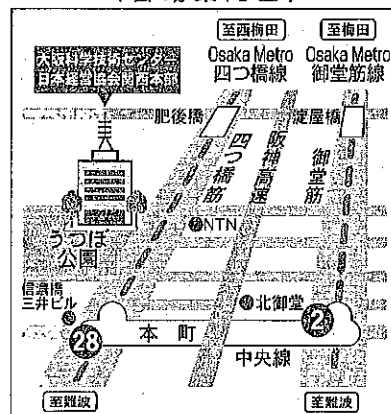 至西梅田
至梅田
大阪科学技術センター
日本経営協会関西本部
Osaka Metro
四つ橋線
Osaka Metro
御堂筋線
肥後橋
淀屋橋
四つ橋筋
阪神高速
御堂筋
NTN
うつぼ
公園
信濃橋
三井ビル
北御堂
28
本町
2
中央線
至難波
至難波